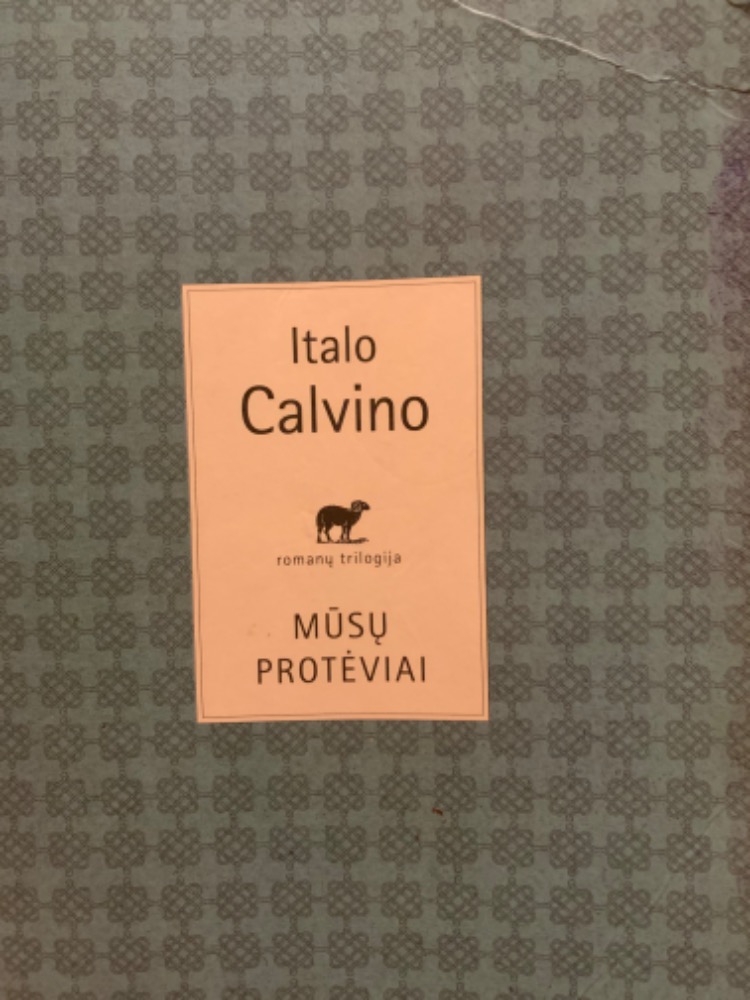 Italo
Calvino
romanų trilogija
MŪSŲ
PROTĖVIAI